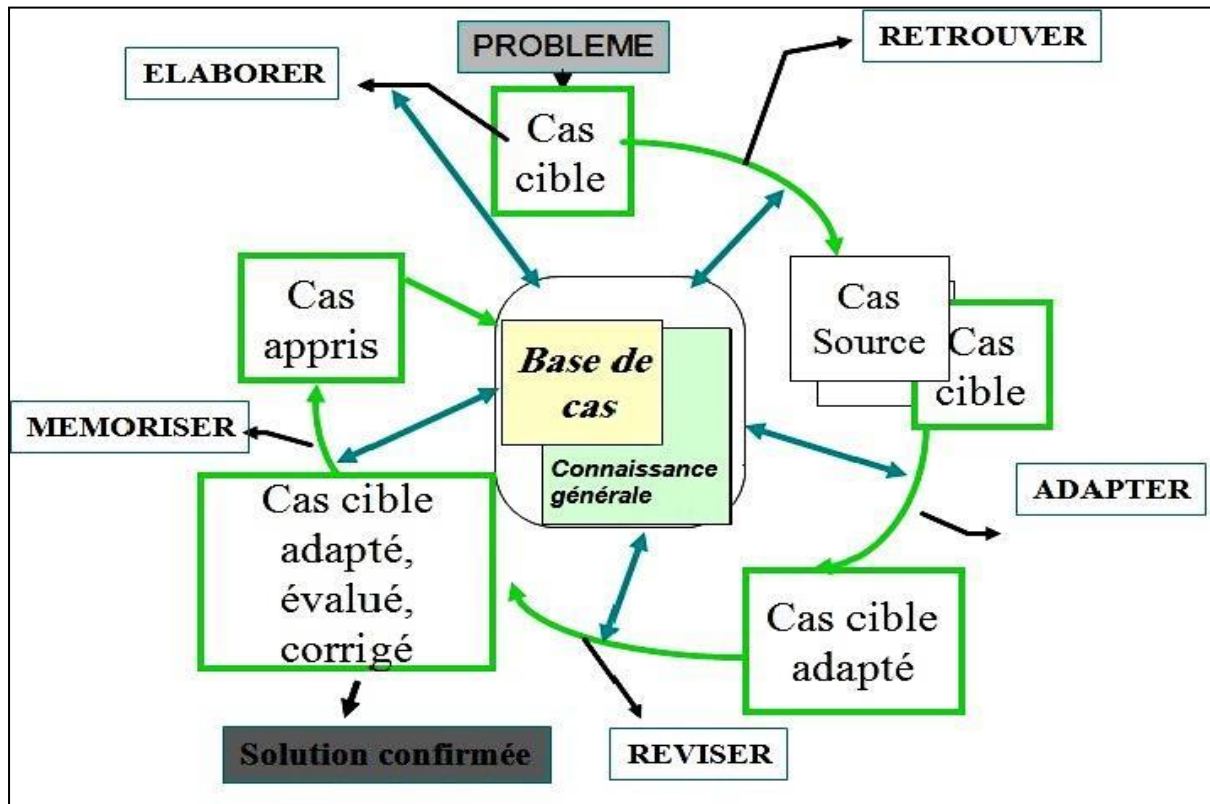 PROBLEME
RETROUVER
ELABORER
Cas
cible
Cas
Source
Cas
cible
Cas
appris
Base de
cas
Connaissance
générale
MEMORISER
ADAPTER
Cas cible
adapté,
évalué,
corrigé
Cas cible
adapté
Solution confirmée
REVISER